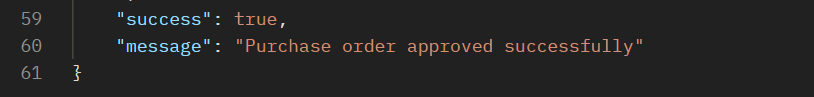 59 "success": true,
60 "message": "Purchase order approved successfully"
61 }